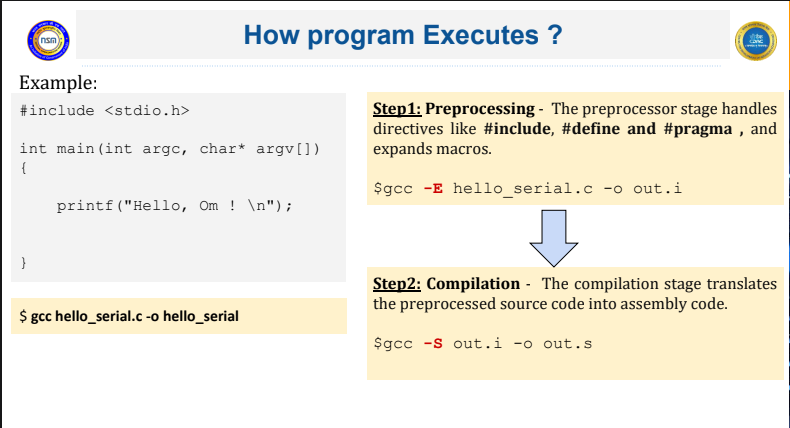 How program Executes ?
nsm
Example:
#include <stdio.h>
int main(int argc, char* argv[])
{
printf("Hello, Om ! \n");
}
$ gcc hello_serial.c -o hello_serial
Step1: Preprocessing - The preprocessor stage handles
directives like #include, #define and #pragma , and
expands macros.
$gcc -E hello_serial.c -o out.i
Step2: Compilation - The compilation stage translates
the preprocessed source code into assembly code.
$gcc -S out.i -o out.s